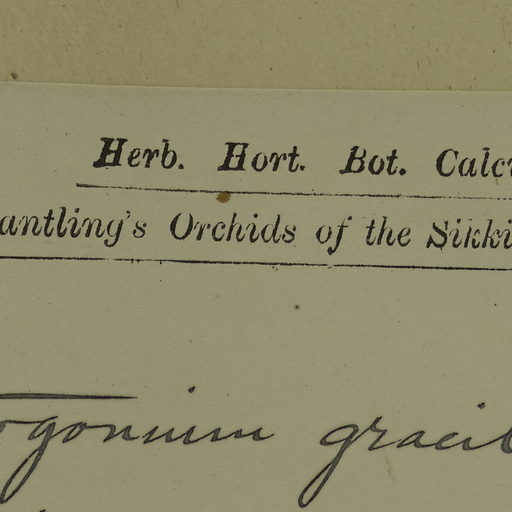 Herb. Hort. Bot. Calc
antling's Orchids of the Sikki
ogonium gracil